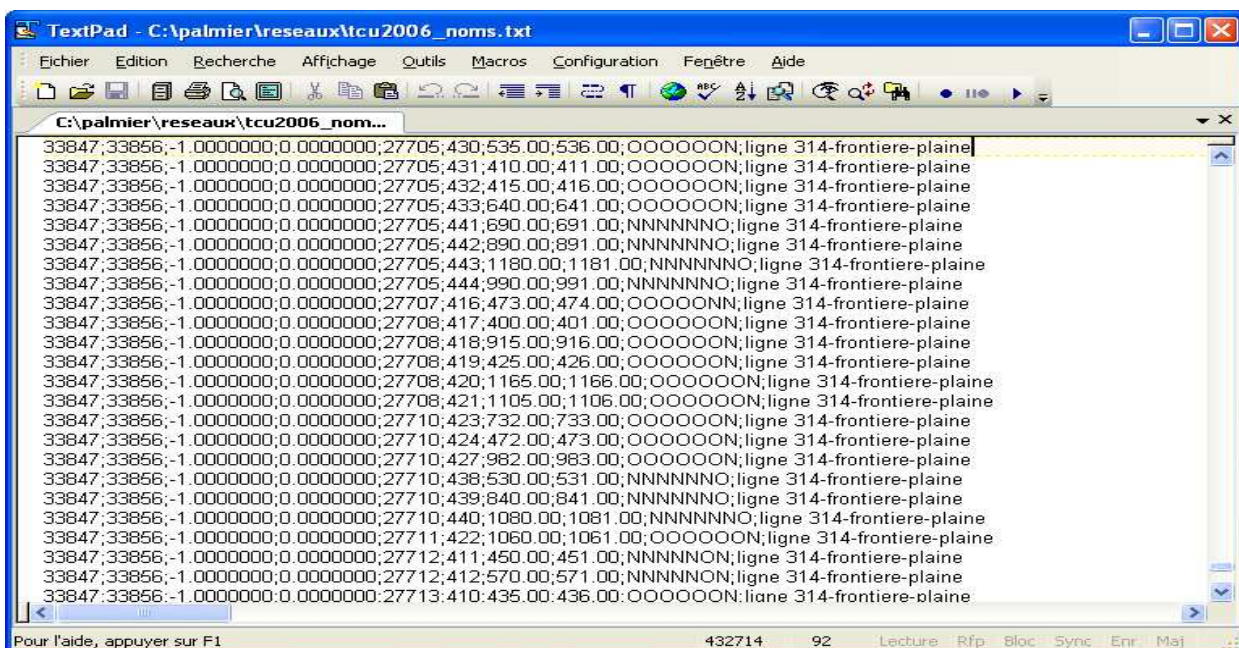 TextPad - C:\palmier\reseaux\tcu2006_noms.txt
Fichier Edition Recherche Affichage Outils Macros Configuration Fenêtre Aide
C:\palmier\reseaux\tcu2006_nom...
33847;33856;-1.0000000;0.0000000;27705;430;535.00;536.00;OOOOOON;ligne 314-frontiere-plaine
33847;33856;-1.0000000;0.0000000;27705;431;410.00;411.00;OOOOOON;ligne 314-frontiere-plaine
33847;33856;-1.0000000;0.0000000;27705;432;415.00;416.00;OOOOOON;ligne 314-frontiere-plaine
33847;33856;-1.0000000;0.0000000;27705;433;640.00;641.00;OOOOOON;ligne 314-frontiere-plaine
33847;33856;-1.0000000;0.0000000;27705;441;690.00;691.00;NNNNNNO;ligne 314-frontiere-plaine
33847;33856;-1.0000000;0.0000000;27705;442;890.00;891.00;NNNNNNO;ligne 314-frontiere-plaine
33847;33856;-1.0000000;0.0000000;27705;443;1180.00;1181.00;NNNNNNO;ligne 314-frontiere-plaine
33847;33856;-1.0000000;0.0000000;27705;444;990.00;991.00;NNNNNNO;ligne 314-frontiere-plaine
33847;33856;-1.0000000;0.0000000;27707;416;473.00;474.00;OOOOONN;ligne 314-frontiere-plaine
33847;33856;-1.0000000;0.0000000;27708;417;400.00;401.00;OOOOOON;ligne 314-frontiere-plaine
33847;33856;-1.0000000;0.0000000;27708;418;915.00;916.00;OOOOOON;ligne 314-frontiere-plaine
33847;33856;-1.0000000;0.0000000;27708;419;425.00;426.00;OOOOOON;ligne 314-frontiere-plaine
33847;33856;-1.0000000;0.0000000;27708;420;1165.00;1166.00;OOOOOON;ligne 314-frontiere-plaine
33847;33856;-1.0000000;0.0000000;27708;421;1105.00;1106.00;OOOOOON;ligne 314-frontiere-plaine
33847;33856;-1.0000000;0.0000000;27710;423;732.00;733.00;OOOOOON;ligne 314-frontiere-plaine
33847;33856;-1.0000000;0.0000000;27710;424;472.00;473.00;OOOOOON;ligne 314-frontiere-plaine
33847;33856;-1.0000000;0.0000000;27710;427;982.00;983.00;OOOOOON;ligne 314-frontiere-plaine
33847;33856;-1.0000000;0.0000000;27710;438;530.00;531.00;NNNNNNO;ligne 314-frontiere-plaine
33847;33856;-1.0000000;0.0000000;27710;439;840.00;841.00;NNNNNNO;ligne 314-frontiere-plaine
33847;33856;-1.0000000;0.0000000;27710;440;1080.00;1081.00;NNNNNNO;ligne 314-frontiere-plaine
33847;33856;-1.0000000;0.0000000;27711;422;1060.00;1061.00;OOOOOON;ligne 314-frontiere-plaine
33847;33856;-1.0000000;0.0000000;27712;411;450.00;451.00;NNNNNON;ligne 314-frontiere-plaine
33847;33856;-1.0000000;0.0000000;27712;412;570.00;571.00;NNNNNON;ligne 314-frontiere-plaine
33847;33856;-1.0000000;0.0000000;27713;410;435.00;436.00;OOOOOON;ligne 314-frontiere-plaine
Pour l'aide, appuyer sur F1 432714 92 Lecture Rfp Bloc Sync Enr. Maj